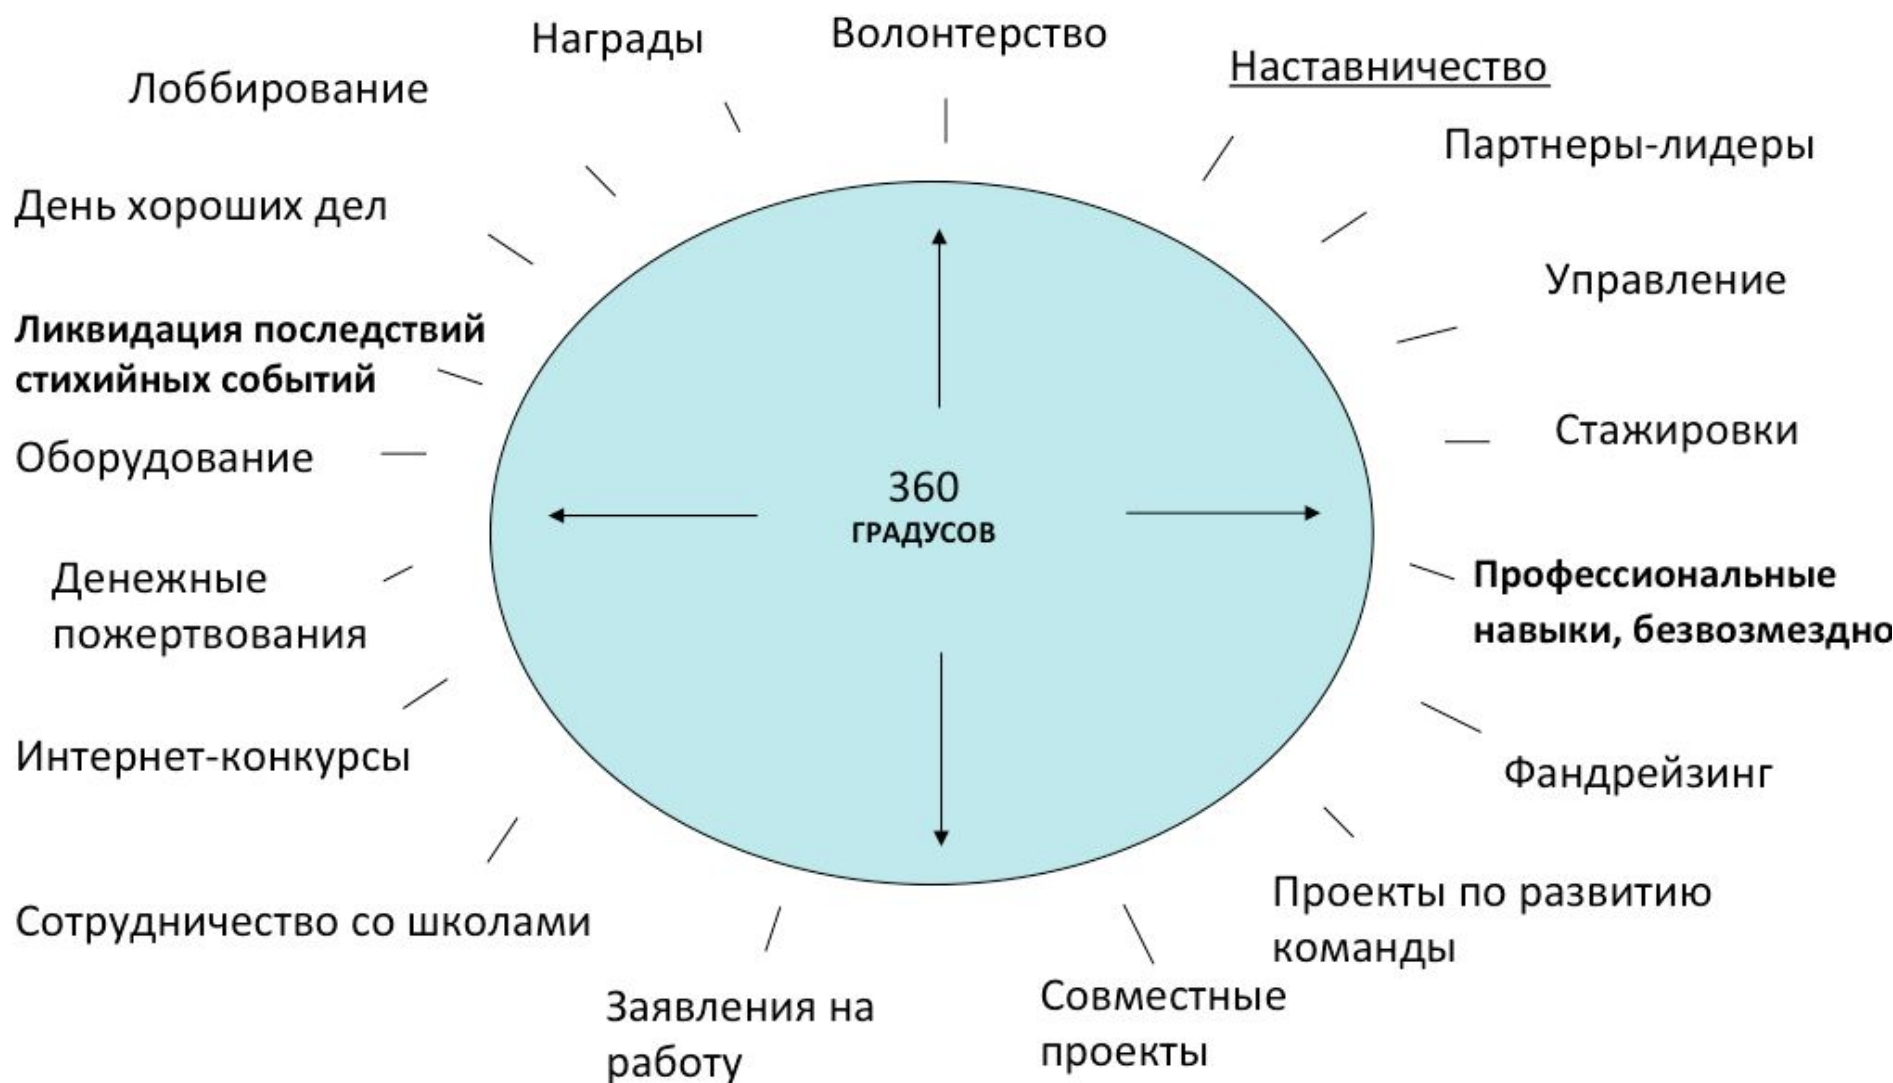 Награды
Волонтерство
Наставничество
Лоббирование
Партнеры-лидеры
День хороших дел
Управление
Ликвидация последствий
стихийных событий
Стажировки
Оборудование
360
ГРАДУСОВ
Денежные
пожертвования
Профессиональные
навыки, безвозмездно
Интернет-конкурсы
Фандрейзинг
Сотрудничество со школами
Проекты по развитию
команды
Заявления на
работу
Совместные
проекты